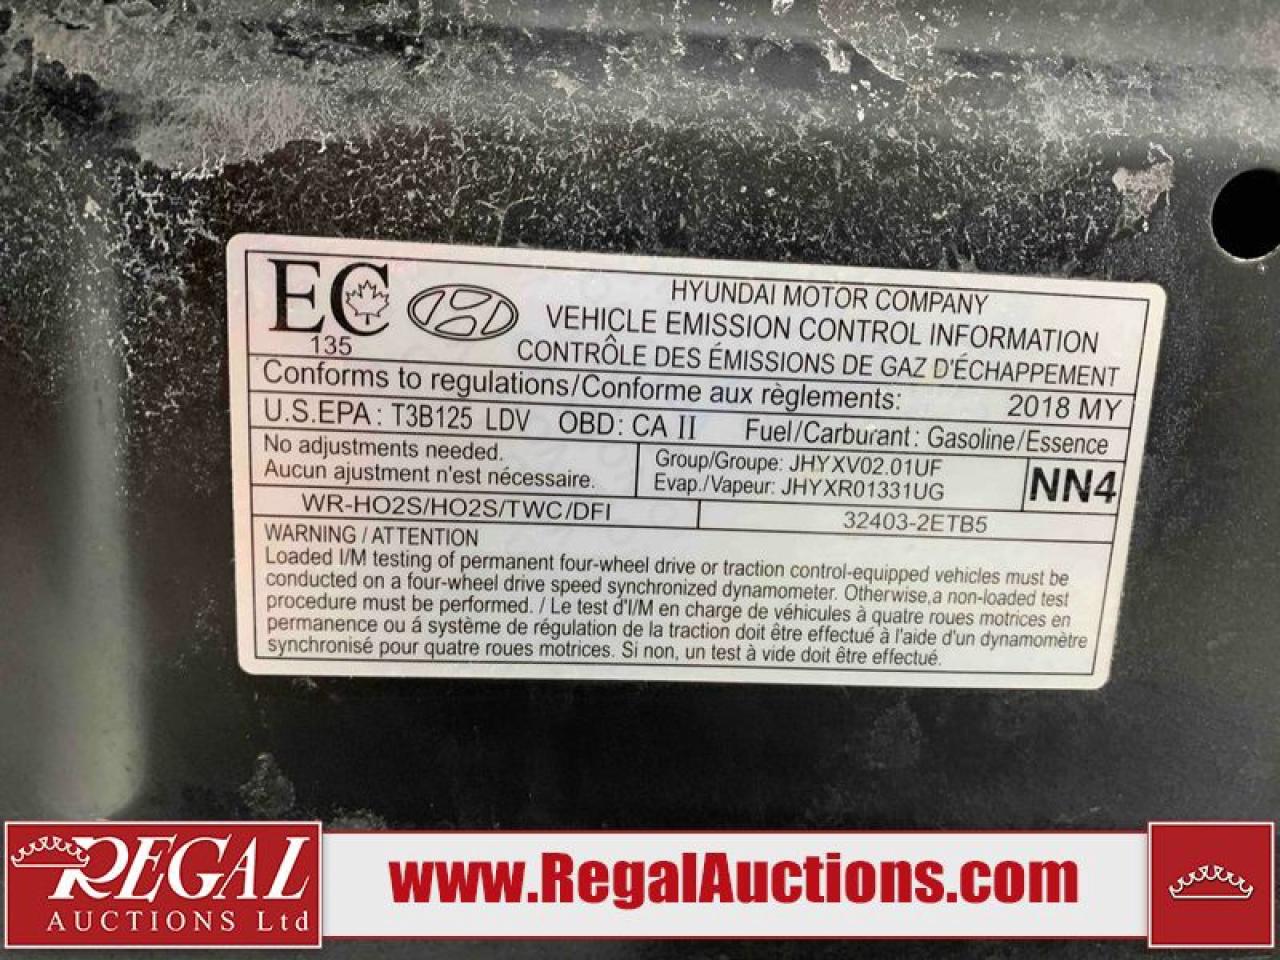 EC
135
HYUNDAI MOTOR COMPANY
VEHICLE EMISSION CONTROL INFORMATION
CONTRÔLE DES ÉMISSIONS DE GAZ D'ÉCHAPPEMENT
Conforms to regulations/Conforme aux règlements: 2018 MY
U.S.EPA : T3B125 LDV OBD: CA II Fuel/Carburant : Gasoline/Essence
No adjustments needed.
Aucun ajustment n'est nécessaire.
Group/Groupe: JHYXV02.01UF
Evap./Vapeur: JHYXR01331UG
NN4
WR-HO2S/HO2S/TWC/DFI 32403-2ETB5
WARNING / ATTENTION
Loaded I/M testing of permanent four-wheel drive or traction control-equipped vehicles must be
conducted on a four-wheel drive speed synchronized dynamometer. Otherwise,a non-loaded test
procedure must be performed. / Le test d'I/M en charge de véhicules à quatre roues motrices en
permanence ou á système de régulation de la traction doit être effectué à l'aide d'un dynamomètre
synchronisé pour quatre roues motrices. Si non, un test à vide doit être effectué.
REGAL
AUCTIONS Ltd
www.RegalAuctions.com